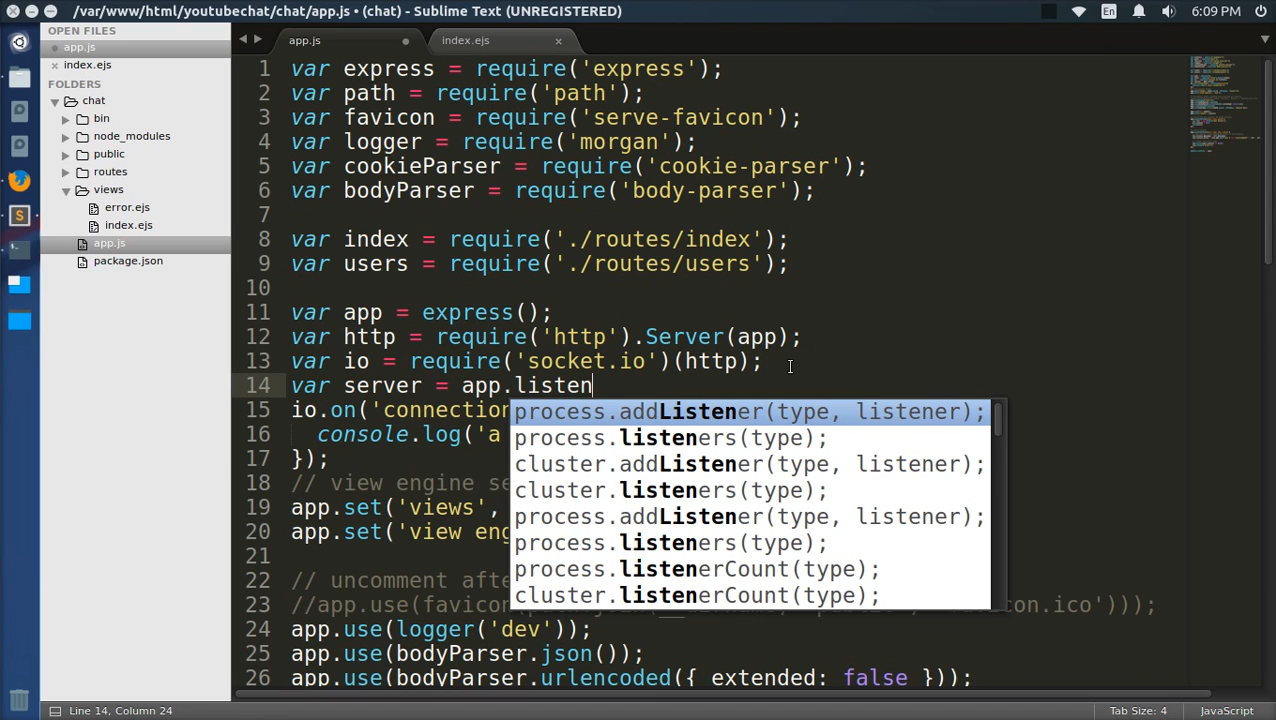 /var/www/html/youtubechat/chat/app.js • (chat) - Sublime Text (UNREGISTERED)
En
6:09 PM
OPEN FILES
app.js
index.ejs
FOLDERS
chat
bin
node_modules
public
routes
views
error.ejs
index.ejs
app.js
package.json
app.js
index.ejs
1 var express = require('express');
2 var path = require('path');
3 var favicon = require('serve-favicon');
4 var logger = require('morgan');
5 var cookieParser = require('cookie-parser');
6 var bodyParser = require('body-parser');
7
8 var index = require('./routes/index');
9 var users = require('./routes/users');
10
11 var app = express();
12 var http = require('http').Server(app);
13 var io = require('socket.io')(http);
14 var server = app.listen
15 io.on('connection
16 console.log('a
17 });
18 // view engine se
19 app.set('views',
20 app.set('view eng
21
22 // uncomment afte
23 //app.use(favicon(
con.ico')));
24 app.use(logger('dev'));
25 app.use(bodyParser.json());
26 app.use(bodyParser.urlencoded({ extended: false }));
process.addListener(type, listener);
process.listeners(type);
cluster.addListener(type, listener);
cluster.listeners(type);
process.addListener(type, listener);
process.listeners(type);
process.listenerCount(type);
cluster.listenerCount(type);
Line 14, Column 24
Tab Size: 4
JavaScript